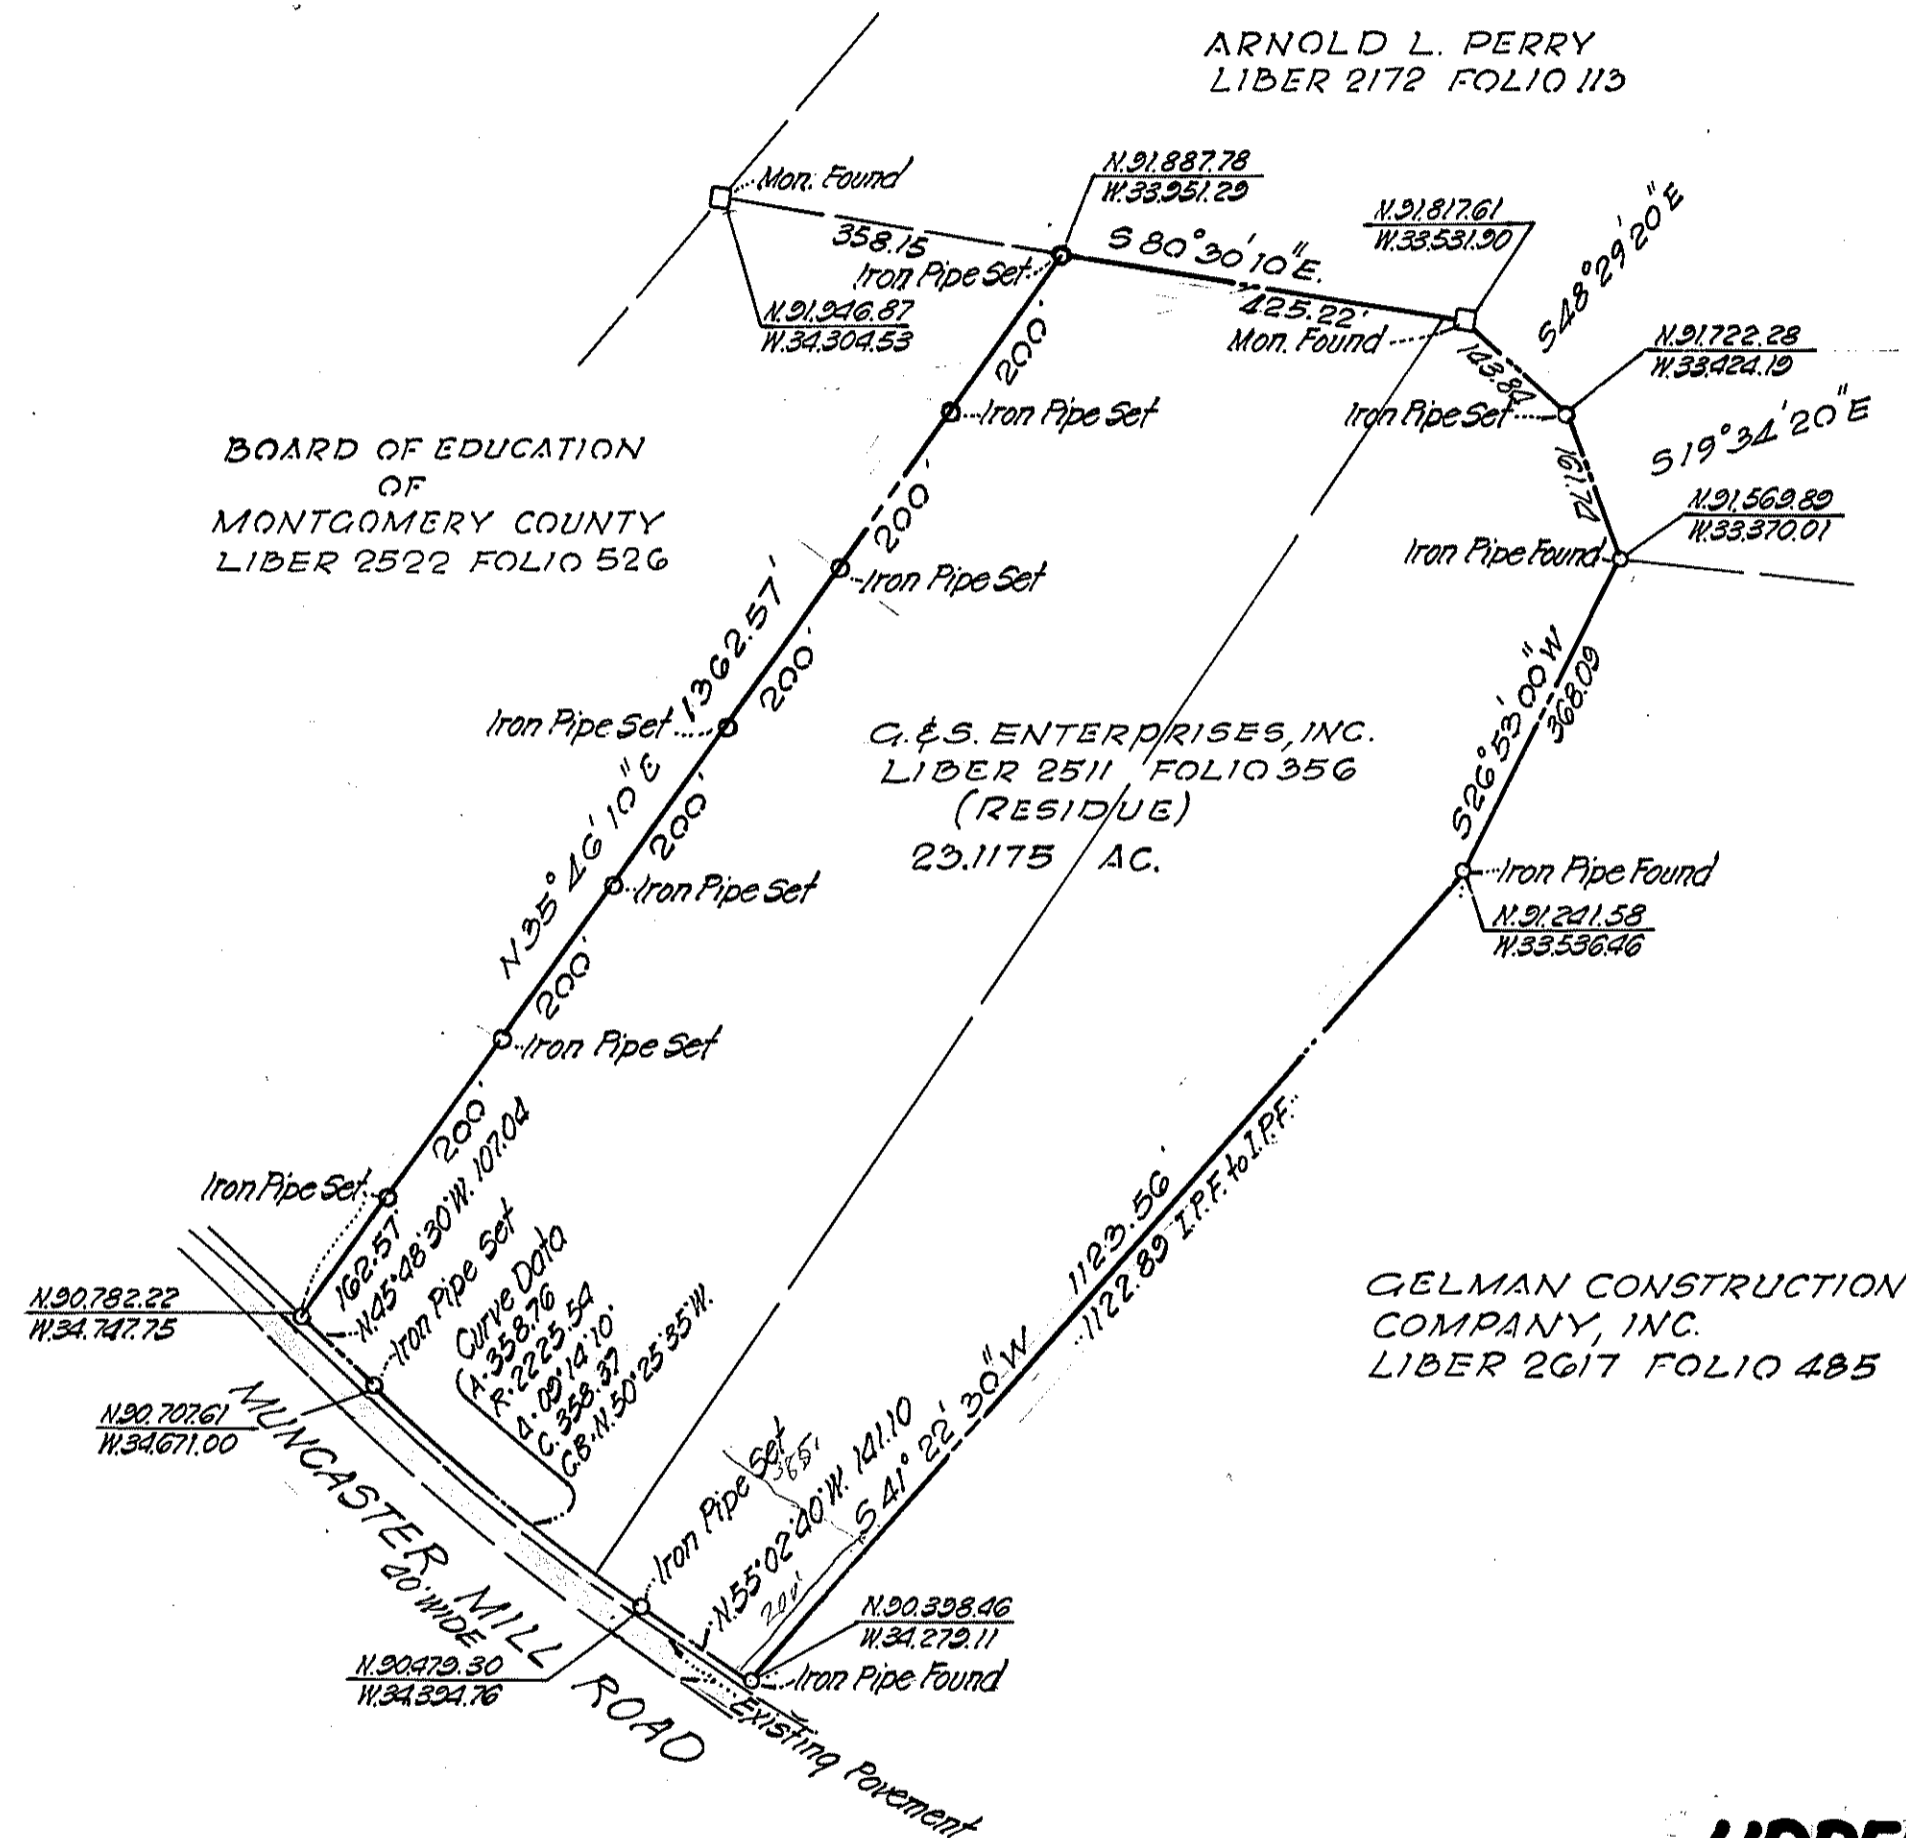 ARNOLD L. PERRY
LIBER 2172 FOLIO 113
Mon. Found
358.15
N.91.946.87
W.34.304.53
N.91.887.78
W.33.951.29
Iron Pipe Set
S 80° 30' 10" E.
425.22'
N.91.817.61
W.33.531.90
Mon. Found
S 48° 29' 20" E
143.84
N.91.722.28
W.33.424.19
Iron Pipe Set
S 19° 34' 20" E
161.74
N.91.569.89
W.33.370.01
Iron Pipe Found
200'
Iron Pipe Set
200'
Iron Pipe Set
200'
Iron Pipe Set
200'
Iron Pipe Set
200'
Iron Pipe Set
200'
Iron Pipe Set
162.57'
N 35° 46' 10" E 1362.57'
BOARD OF EDUCATION
OF
MONTGOMERY COUNTY
LIBER 2522 FOLIO 526
G. & S. ENTERPRISES, INC.
LIBER 2511 FOLIO 356
(RESIDUE)
23.1175 AC.
S 26° 53' 00" W
368.09
Iron Pipe Found
N.91.241.58
W.33.536.46
1123.56'
1122.89 I.P.F. to I.P.F.
S 41° 22' 30" W
GELMAN CONSTRUCTION
COMPANY, INC.
LIBER 2617 FOLIO 485
N.90.782.22
W.34.747.75
N.45°48'30"W. 107.04
Iron Pipe Set
N.90.707.61
W.34.671.00
Curve Data
A. 358.76
R. 2225.54
Δ. 09°14'10"
C. 358.37
C.B. N.50°25'35"W.
Iron Pipe Set
365'
N.55°02'40"W. 141.10
200'
N.90.398.46
W.34.279.11
Iron Pipe Found
N.90479.30
W.34.394.76
MUNCASTER MILL ROAD
40' WIDE
Existing Pavement